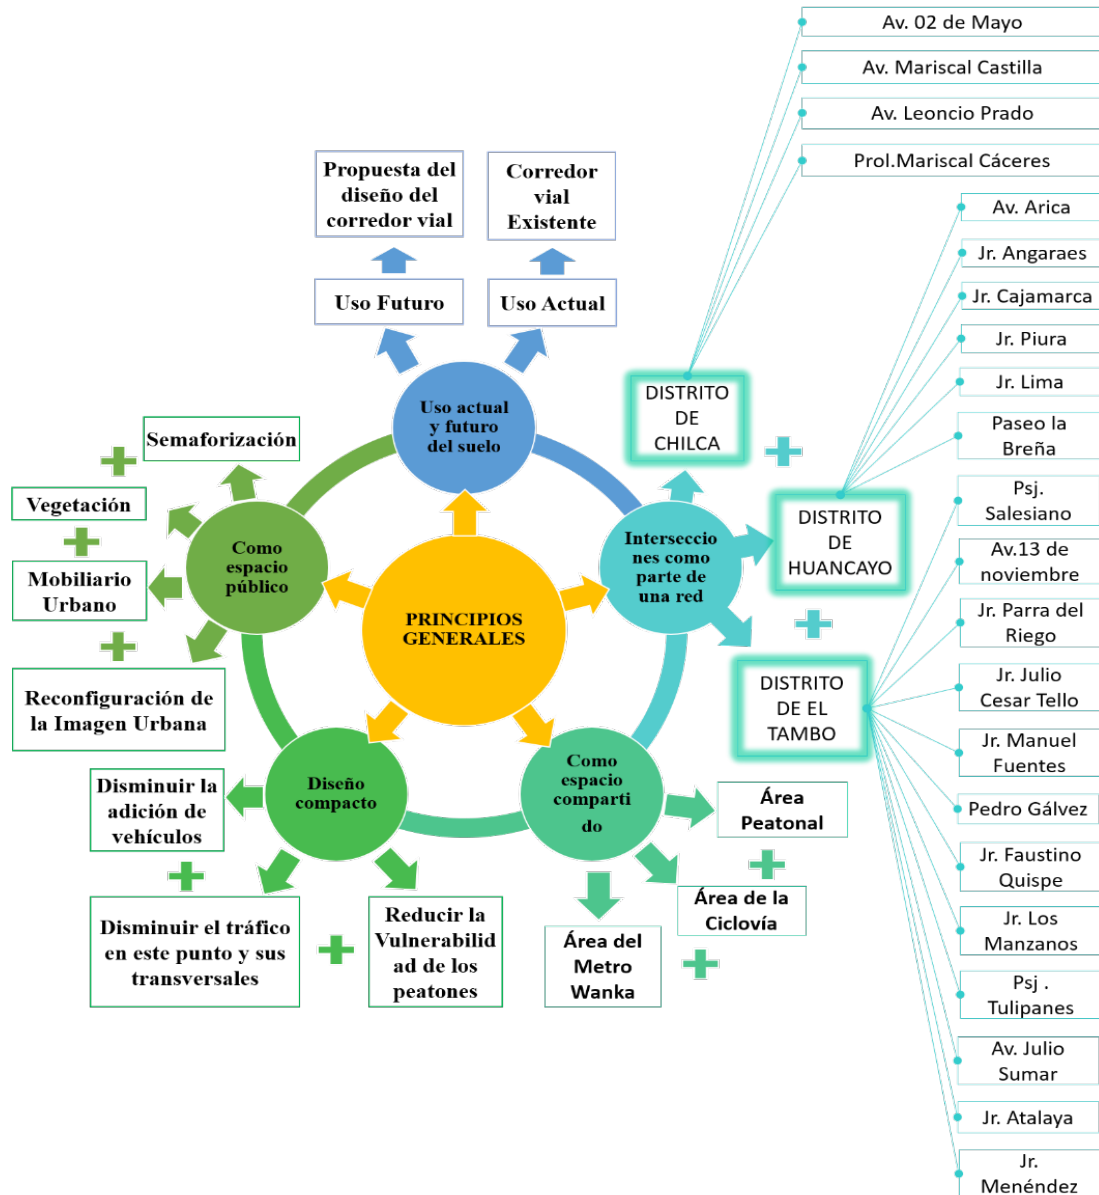 Av. 02 de Mayo
Av. Mariscal Castilla
Av. Leoncio Prado
Prol.Mariscal Cáceres
Propuesta del
diseño del
corredor vial
Corredor
vial
Existente
Av. Arica
Jr. Angaraes
Jr. Cajamarca
Jr. Piura
Jr. Lima
Paseo la
Breña
Psj.
Salesiano
Av.13 de
noviembre
Jr. Parra del
Riego
Jr. Julio
Cesar Tello
Jr. Manuel
Fuentes
Pedro Gálvez
Jr. Faustino
Quispe
Jr. Los
Manzanos
Psj .
Tulipanes
Av. Julio
Sumar
Jr. Atalaya
Jr.
Menéndez
Uso Futuro
Uso Actual
Uso actual
y futuro
del suelo
DISTRITO
DE
CHILCA
DISTRITO
DE
HUANCAYO
DISTRITO
DE EL
TAMBO
Interseccio
nes como
parte de
una red
Semaforización
Vegetación
Mobiliario
Urbano
Reconfiguración de
la Imagen Urbana
Como
espacio
público
PRINCIPIOS
GENERALES
Diseño
compacto
Como
espacio
comparti
do
Disminuir la
adición de
vehículos
Disminuir el tráfico
en este punto y sus
transversales
Reducir la
Vulnerabilid
ad de los
peatones
Área
Peatonal
Área de la
Ciclovía
Área del
Metro
Wanka